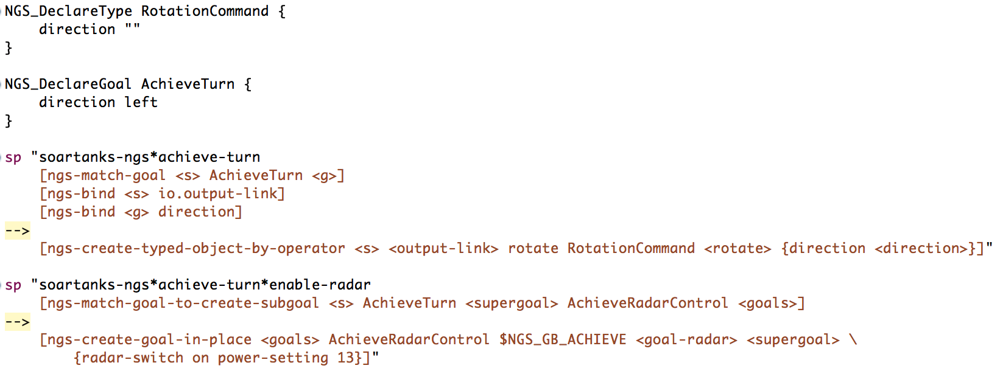 NGS_DeclareType RotationCommand {
    direction ""
}

NGS_DeclareGoal AchieveTurn {
    direction left
}

sp "soartanks-ngs*achieve-turn
    [ngs-match-goal <s> AchieveTurn <g>]
    [ngs-bind <s> io.output-link]
    [ngs-bind <g> direction]
-->
    [ngs-create-typed-object-by-operator <s> <output-link> rotate RotationCommand <rotate> {direction <direction>}]"

sp "soartanks-ngs*achieve-turn*enable-radar
    [ngs-match-goal-to-create-subgoal <s> AchieveTurn <supergoal> AchieveRadarControl <goals>]
-->
    [ngs-create-goal-in-place <goals> AchieveRadarControl $NGS_GB_ACHIEVE <goal-radar> <supergoal> \
        {radar-switch on power-setting 13}]"